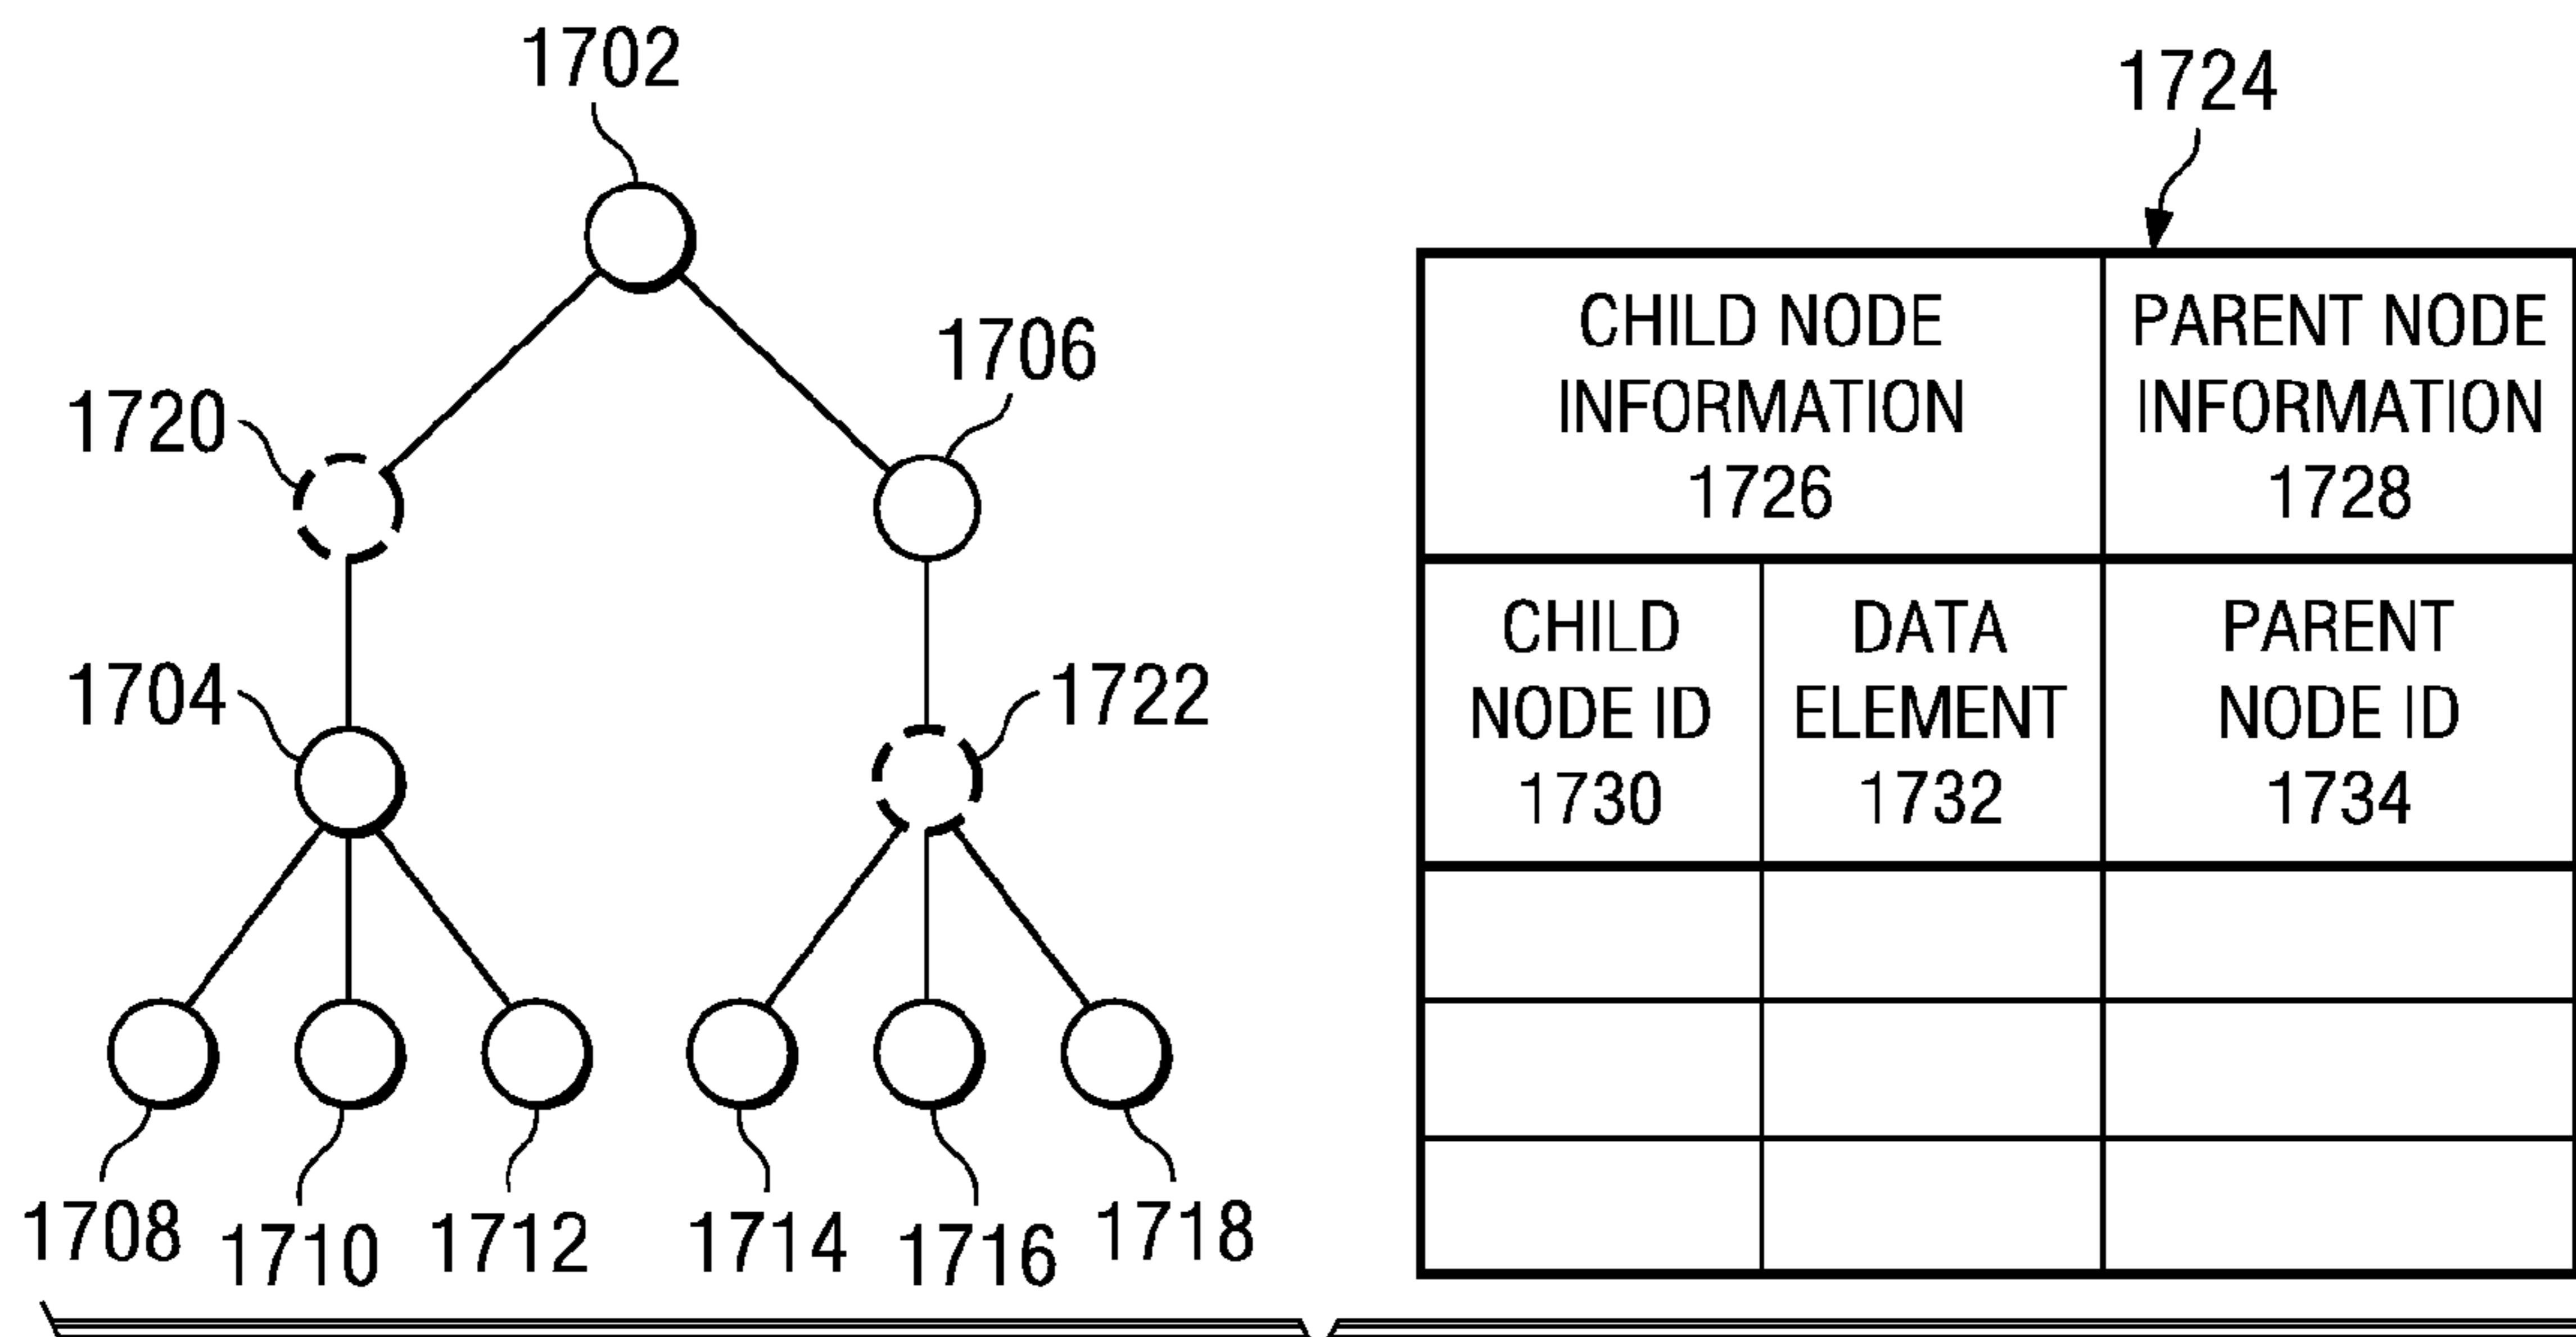 1702
1724
1706
1720
1704
1722
1708
1710
1712
1714
1716
1718
CHILD NODE
INFORMATION
1726
PARENT NODE
INFORMATION
1728
CHILD
NODE ID
1730
DATA
ELEMENT
1732
PARENT
NODE ID
1734